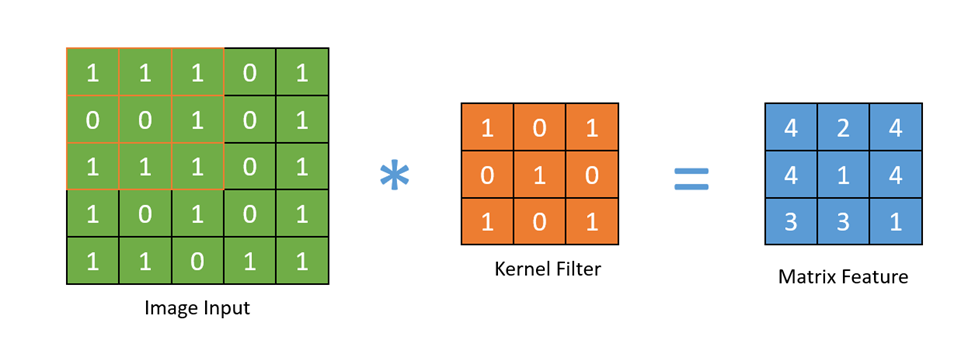 1 1 1 0 1
0 0 1 0 1
1 1 1 0 1
1 0 1 0 1
1 1 0 1 1
Image Input
*
1 0 1
0 1 0
1 0 1
Kernel Filter
=
4 2 4
4 1 4
3 3 1
Matrix Feature